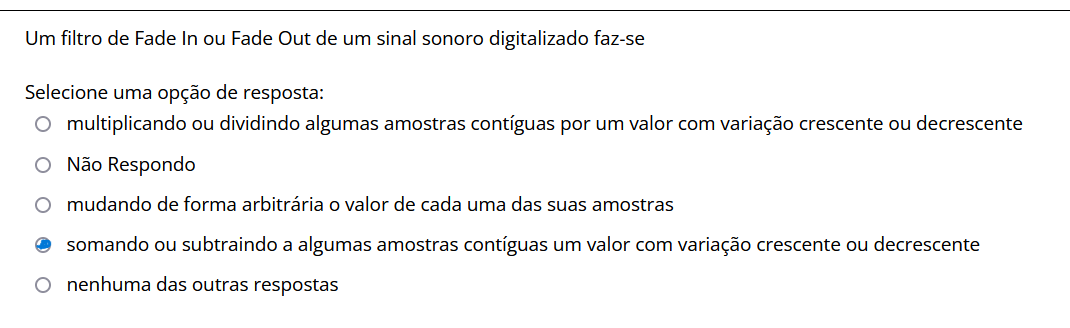 Um filtro de Fade In ou Fade Out de um sinal sonoro digitalizado faz-se
Selecione uma opção de resposta:
multiplicando ou dividindo algumas amostras contíguas por um valor com variação crescente ou decrescente
Não Respondo
mudando de forma arbitrária o valor de cada uma das suas amostras
somando ou subtraindo a algumas amostras contíguas um valor com variação crescente ou decrescente
nenhuma das outras respostas